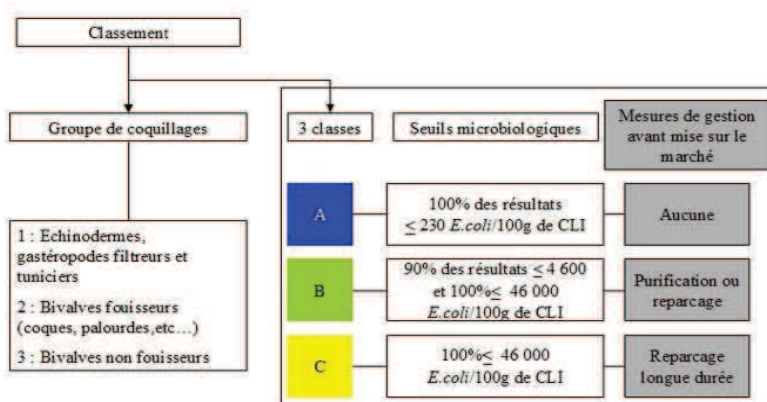 Classement
Groupe de coquillages
3 classes
Seuils microbiologiques
Mesures de gestion
avant mise sur le
marché
1 : Echinodermes,
gastéropodes filtreurs et
tuniciers
2 : Bivalves fouisseurs
(coques, palourdes,etc…)
3 : Bivalves non fouisseurs
A
100% des résultats
≤ 230 E.coli/100g de CLI
Aucune
B
90% des résultats ≤ 4 600
et 100%≤ 46 000
E.coli/100g de CLI
Purification ou
reparcage
C
100%≤ 46 000
E.coli/100g de CLI
Reparcage
longue durée